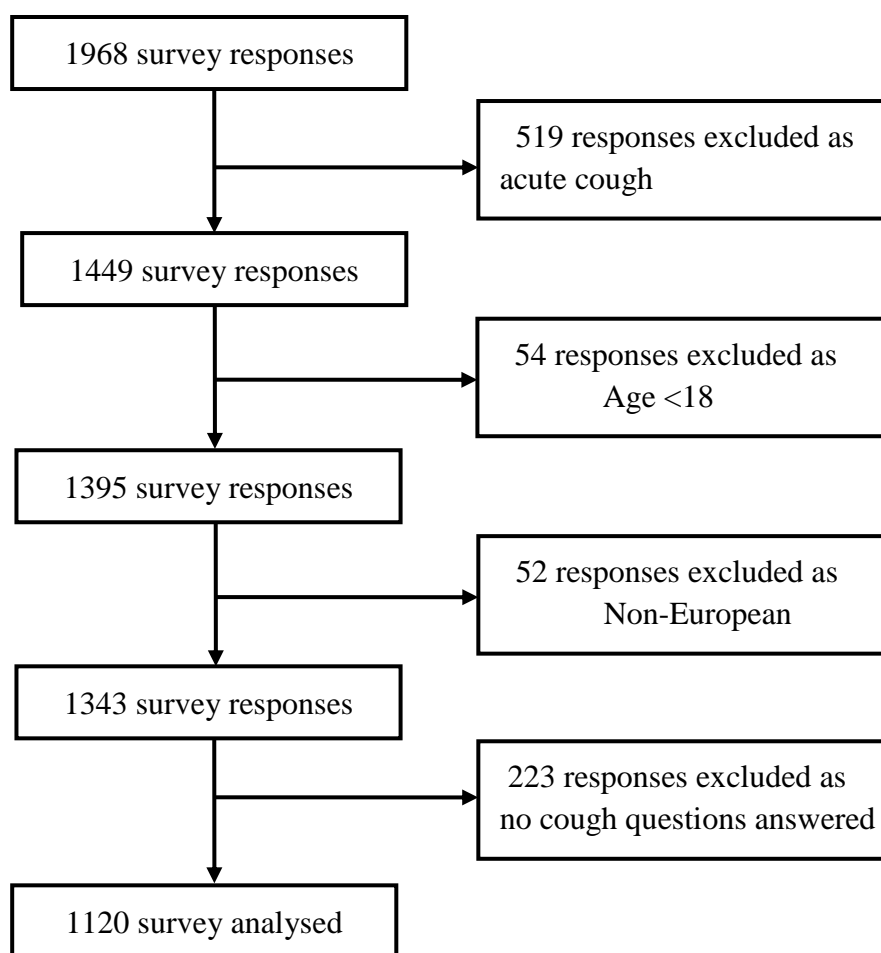 1968 survey responses
519 responses excluded as
acute cough
1449 survey responses
54 responses excluded as
Age <18
1395 survey responses
52 responses excluded as
Non-European
1343 survey responses
223 responses excluded as
no cough questions answered
1120 survey analysed